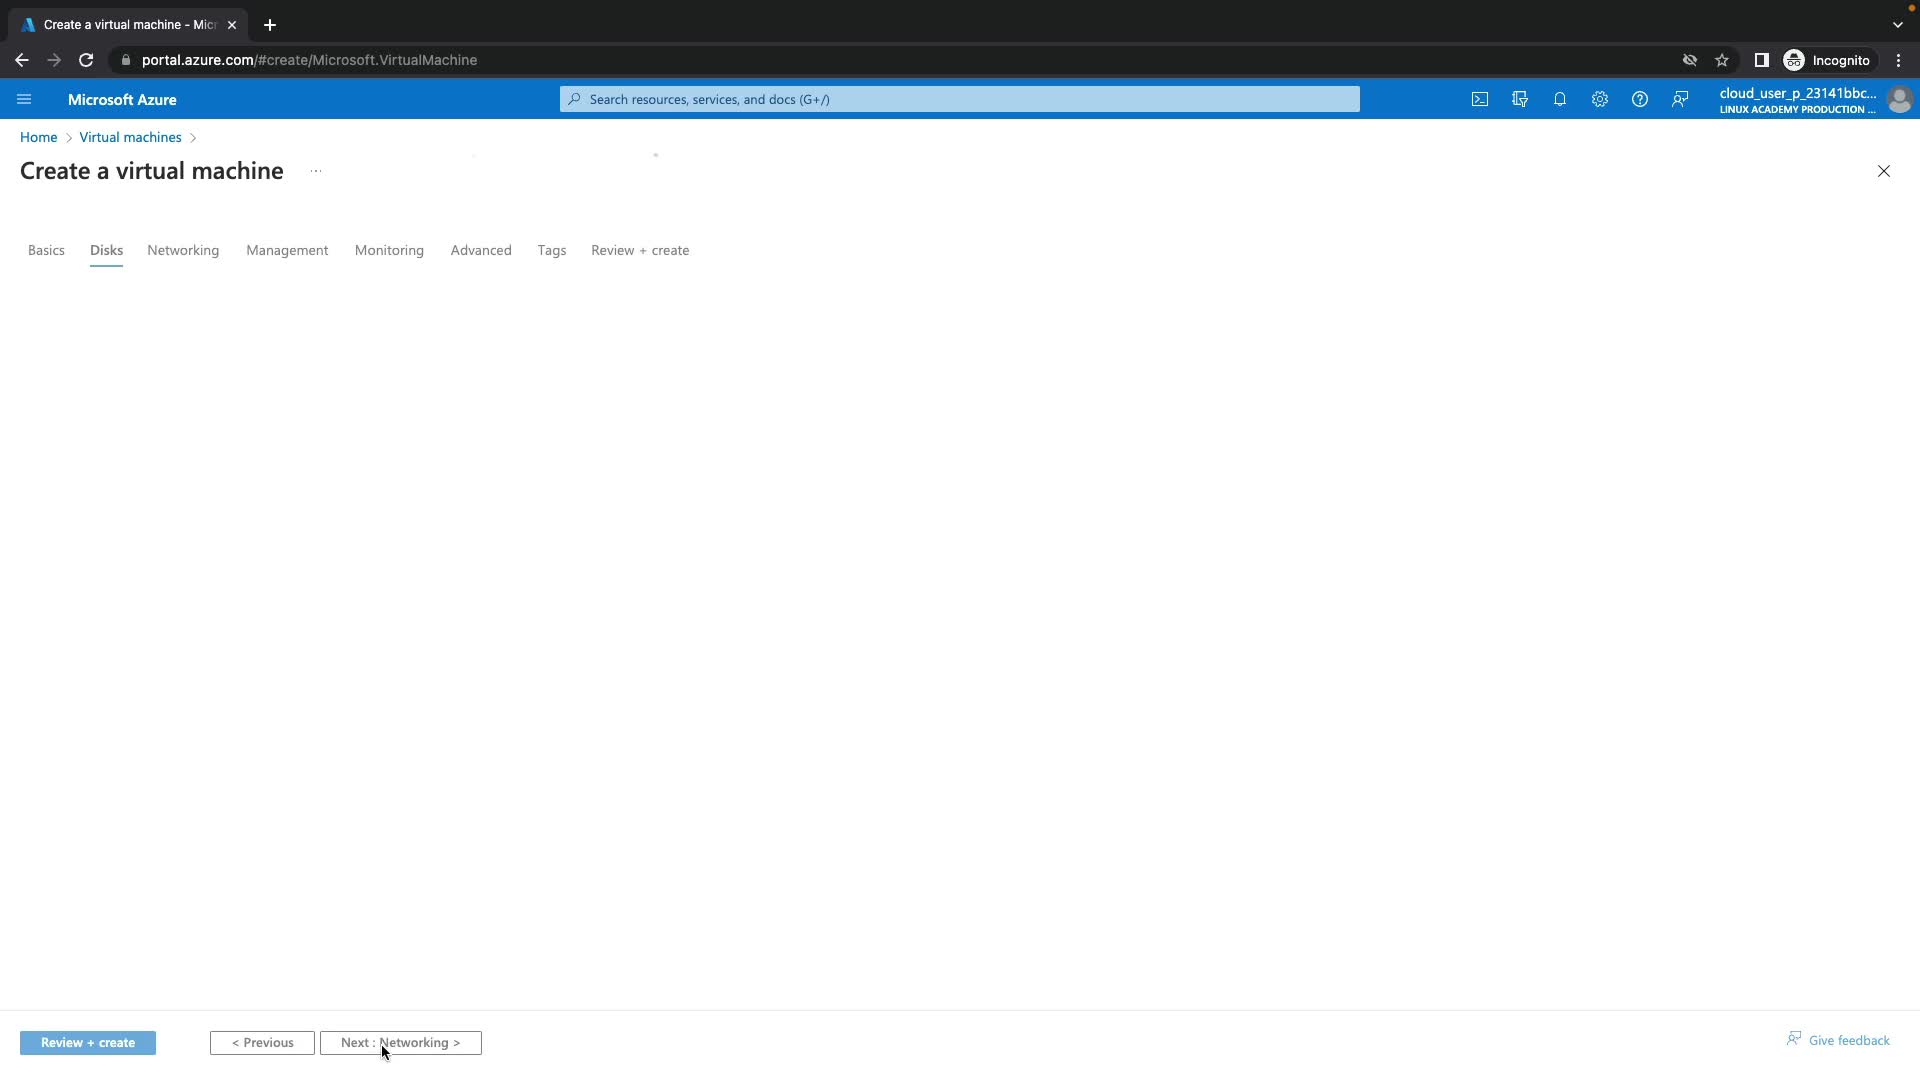 Create a virtual machine - Micr
portal.azure.com/#create/Microsoft.VirtualMachine
Incognito
Microsoft Azure
Search resources, services, and docs (G+/)
cloud_user_p_23141bbc...
LINUX ACADEMY PRODUCTION ...
Home > Virtual machines >
Create a virtual machine ...
Basics Disks Networking Management Monitoring Advanced Tags Review + create
Review + create < Previous Next : Networking > Give feedback